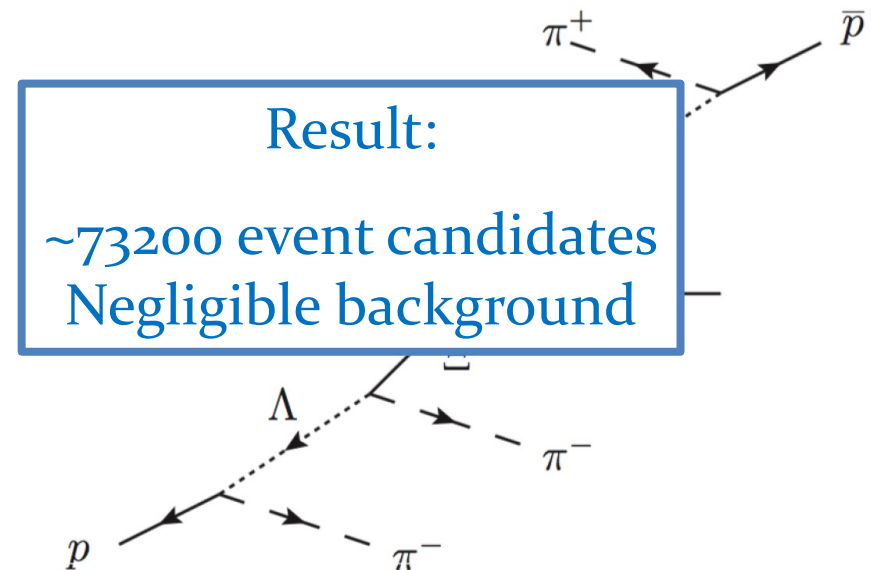 π⁺ p̅
Result:
~73200 event candidates
Negligible background
Λ
π⁻
p π⁻